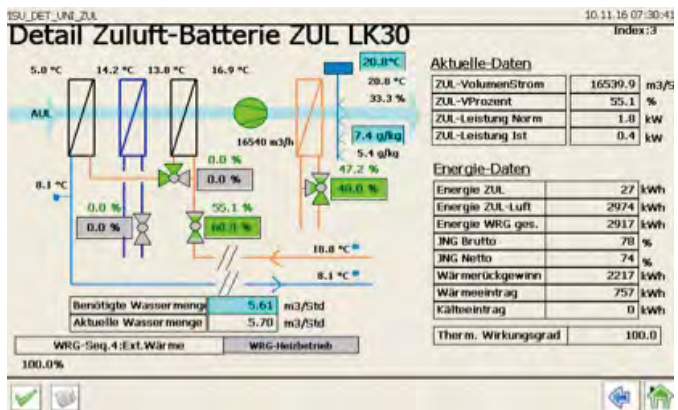 ISU_DET_UNI_ZUL 10.11.16 07:30:41
Detail Zuluft-Batterie ZUL LK30
Index:3
5.0 °C 14.2 °C 13.8 °C 16.9 °C 20.8°C
20.8 °C
33.3 %
AUL
16540 m3/h
7.4 g/kg
5.4 g/kg
0.0 %
0.0 %
47.2 %
48.0 %
8.1 °C
0.0 %
0.0 %
55.1 %
60.0 %
18.8 °C
8.1 °C
Benötigte Wassermenge 5.61 m3/Std
Aktuelle Wassermenge 5.70 m3/Std
WRG-Seq.4:Ext.Wärme WRG-Heizbetrieb
100.0%
Aktuelle-Daten
ZUL-VolumenStrom 16539.9 m3/S
ZUL-VProzent 55.1 %
ZUL-Leistung Norm 1.8 kW
ZUL-Leistung Ist 0.4 kW
Energie-Daten
Energie ZUL 27 kWh
Energie ZUL-Luft 2974 kWh
Energie WRG ges. 2917 kWh
JNG Brutto 78 %
JNG Netto 74 %
Wärmerückgewinn 2217 kWh
Wärmeeintrag 757 kWh
Kälteeintrag 0 kWh
Therm. Wirkungsgrad 100.0